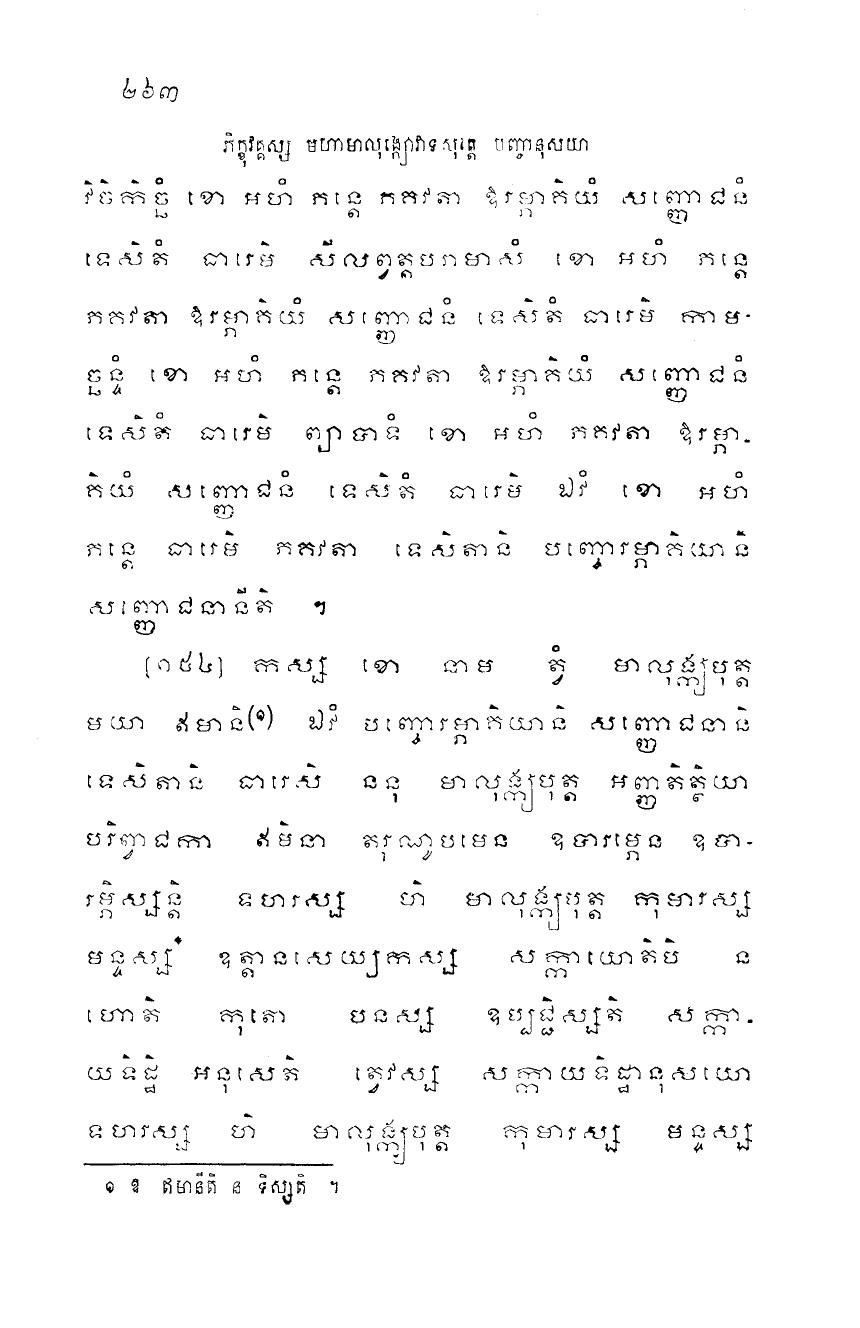 ២៦៣
ភិក្ខុវគ្គស្ស មហាមាលុង្ក្យោវាទសុត្តេ បញ្ចានុសយា
វិចិកិច្ឆំ ខោ អហំ ភន្តេ ភគវតា ឱរម្ភាគិយំ សញ្ញោជនំ
ទេសិតំ ធារេមិ សីលព្វត្តបរាមាសំ ខោ អហំ ភន្តេ
ភគវតា ឱរម្ភាគិយំ សញ្ញោជនំ ទេសិតំ ធារេមិ កាម-
ច្ឆន្ទំ ខោ អហំ ភន្តេ ភគវតា ឱរម្ភាគិយំ សញ្ញោជនំ
ទេសិតំ ធារេមិ ព្យាបាទំ ខោ អហំ ភគវតា ឱរម្ភា-
គិយំ សញ្ញោជនំ ទេសិតំ ធារេមិ ឯវំ ខោ អហំ
ភន្តេ ធារេមិ ភគវតា ទេសិតានិ បញ្ចោរម្ភាគិយានិ
សញ្ញោជនានីតិ ។
[១៥៤] កស្ស ខោ នាម ត្វំ មាលុង្ក្យបុត្ត
មយា ឥមានិ(១) ឯវំ បញ្ចោរម្ភាគិយានិ សញ្ញោជនានិ
ទេសិតានិ ធារេសិ ននុ មាលុង្ក្យបុត្ត អញ្ញតិត្ថិយា
បរិព្វាជកា ឥមិនា តរុណូបមេន ឧបារម្ភេន ឧបា-
រម្ភិស្សន្តិ ទហរស្ស ហិ មាលុង្ក្យបុត្ត កុមារស្ស
មន្ទស្ស ឧត្តានសេយ្យកស្ស សក្កាយោតិបិ ន
ហោតិ កុតោ បនស្ស ឧប្បជ្ជិស្សតិ សក្កា-
យទិដ្ឋិ អនុសេតិ ត្វេវស្ស សក្កាយទិដ្ឋានុសយោ
ទហរស្ស ហិ មាលុង្ក្យបុត្ត កុមារស្ស មន្ទស្ស
១ ឱ ឥមានីតិ ន ទិស្សតិ ។